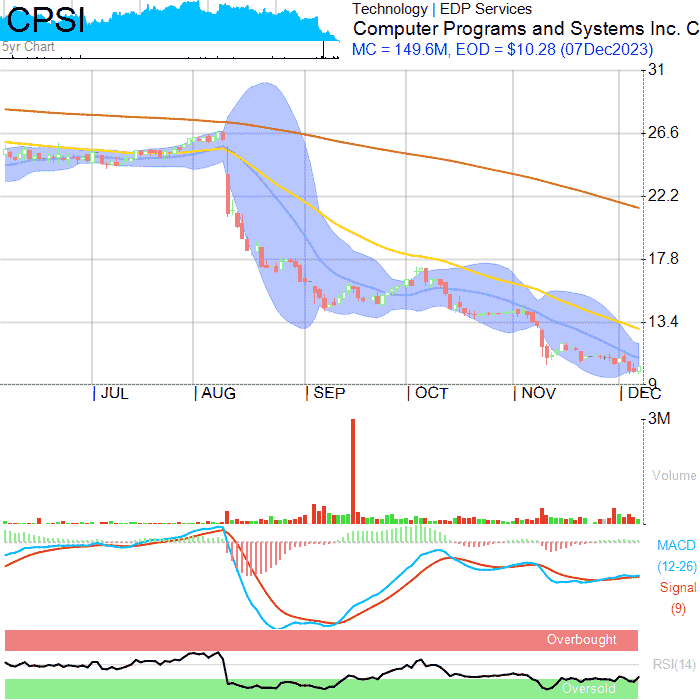 CPSI
5yr Chart
Technology | EDP Services
Computer Programs and Systems Inc. C
MC = 149.6M, EOD = $10.28 (07Dec2023)
31
26.6
22.2
17.8
13.4
9
JUL
AUG
SEP
OCT
NOV
DEC
3M
Volume
MACD
(12-26)
Signal
(9)
Overbought
RSI(14)
Oversold